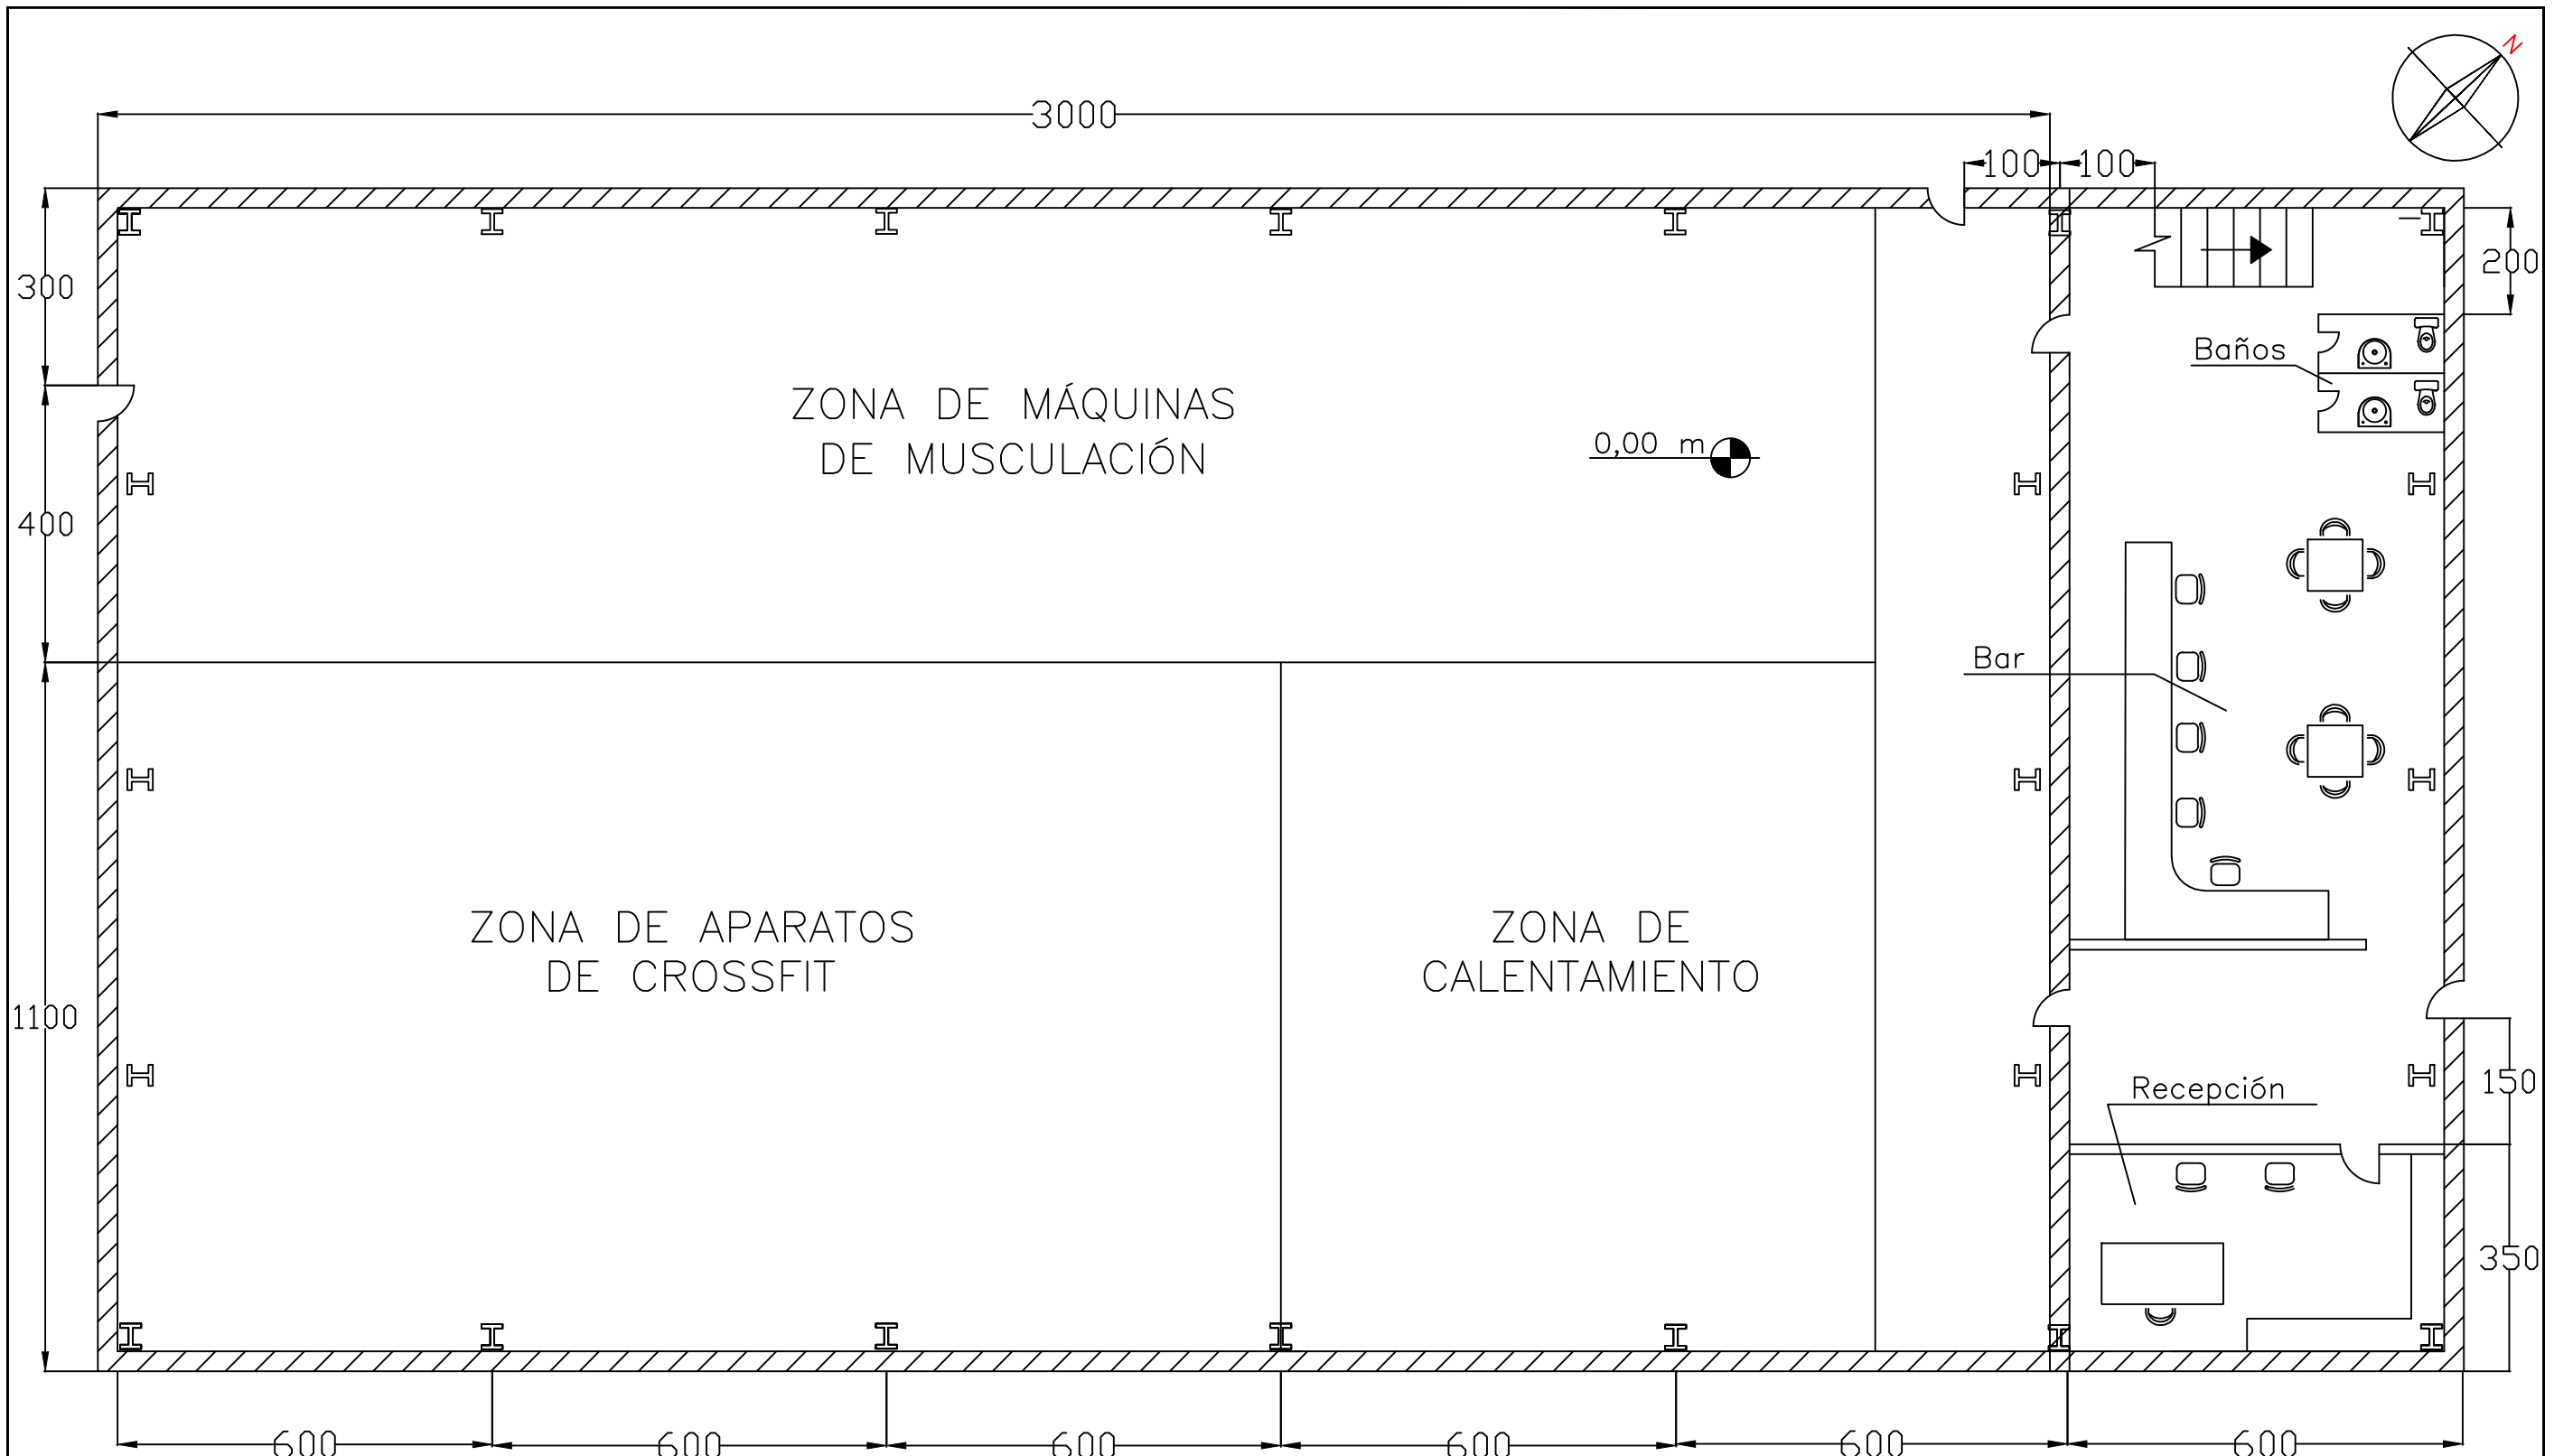 N
3000
100
100
300
200
Baños
ZONA DE MÁQUINAS
DE MUSCULACIÓN
0,00 m
400
Bar
ZONA DE APARATOS
DE CROSSFIT
ZONA DE
CALENTAMIENTO
1100
150
Recepción
350
600
600
600
600
600
600